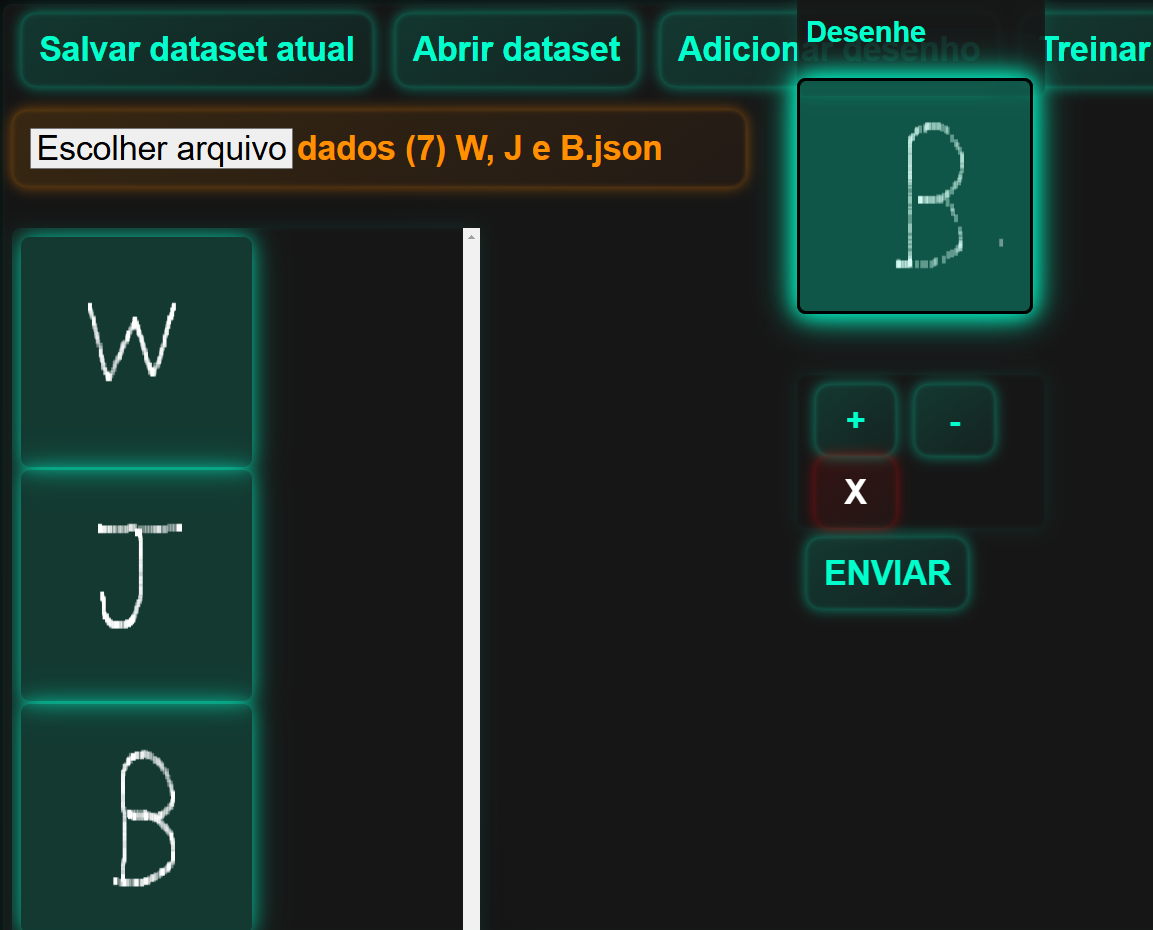 Salvar dataset atual Abrir dataset Adicionar desenho Treinar
Desenhe
Escolher arquivo dados (7) W, J e B.json
B
W
+ -
X
ENVIAR
J
B